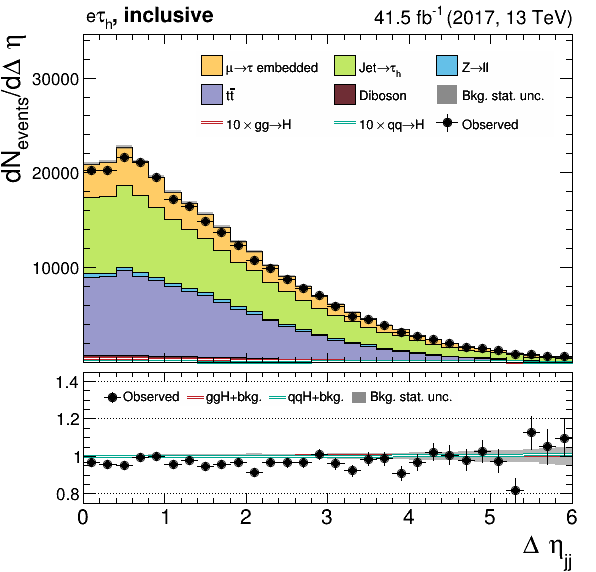 eτh, inclusive 41.5 fb-1 (2017, 13 TeV)
dNevents/dΔ η
30000
20000
10000
μ→τ embedded Jet→τh Z→ll
tt̄ Diboson Bkg. stat. unc.
10 × gg→H 10 × qq→H Observed
1.4
1.2
1
0.8
Observed ggH+bkg. qqH+bkg. Bkg. stat. unc.
0 1 2 3 4 5 6
Δ ηjj